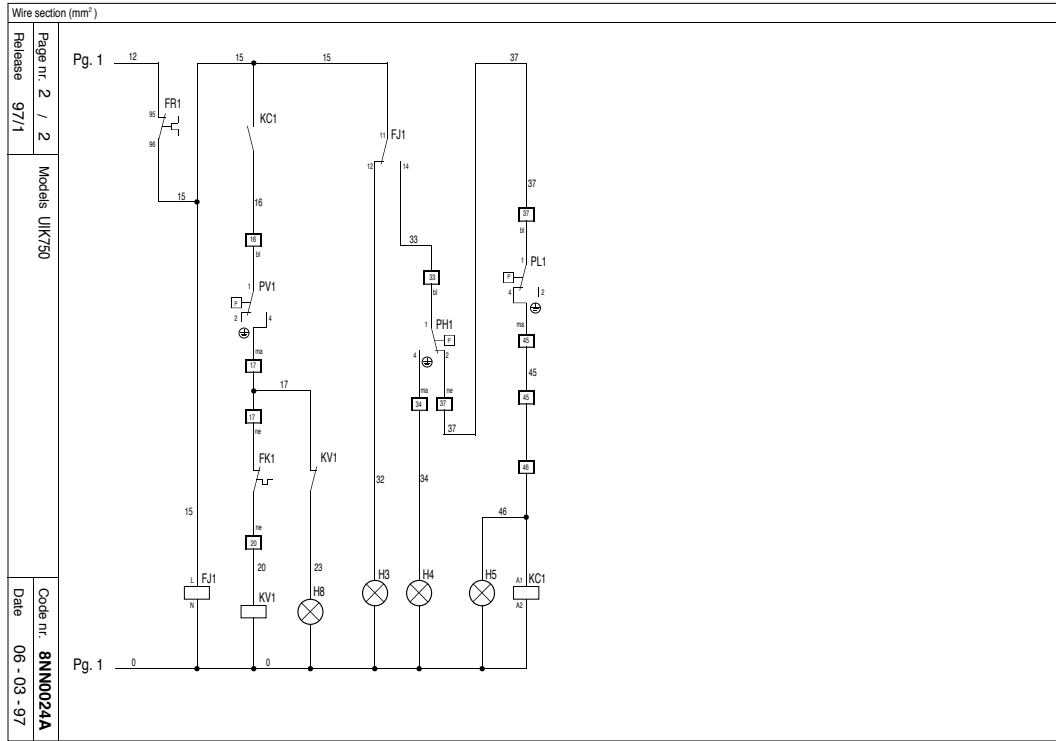 Wire section (mm²)
Page nr. 2 / 2
Release 97/1
Models UIK750
Code nr. 8NN0024A
Date 06 - 03 - 97
Pg. 1
12
15
15
37
FR1
95
96
KC1
11
FJ1
12
14
15
16
37
33
16
bl
37
bl
33
bl
1
PV1
P
2
4
1
PL1
P
4
2
1
PH1
P
4
2
ma
17
ma
45
17
ma
34
ne
37
45
45
17
ne
37
FK1
KV1
32
34
46
15
46
ne
20
20
23
L
FJ1
N
KV1
H8
H3
H4
H5
A1
KC1
A2
Pg. 1
0
0